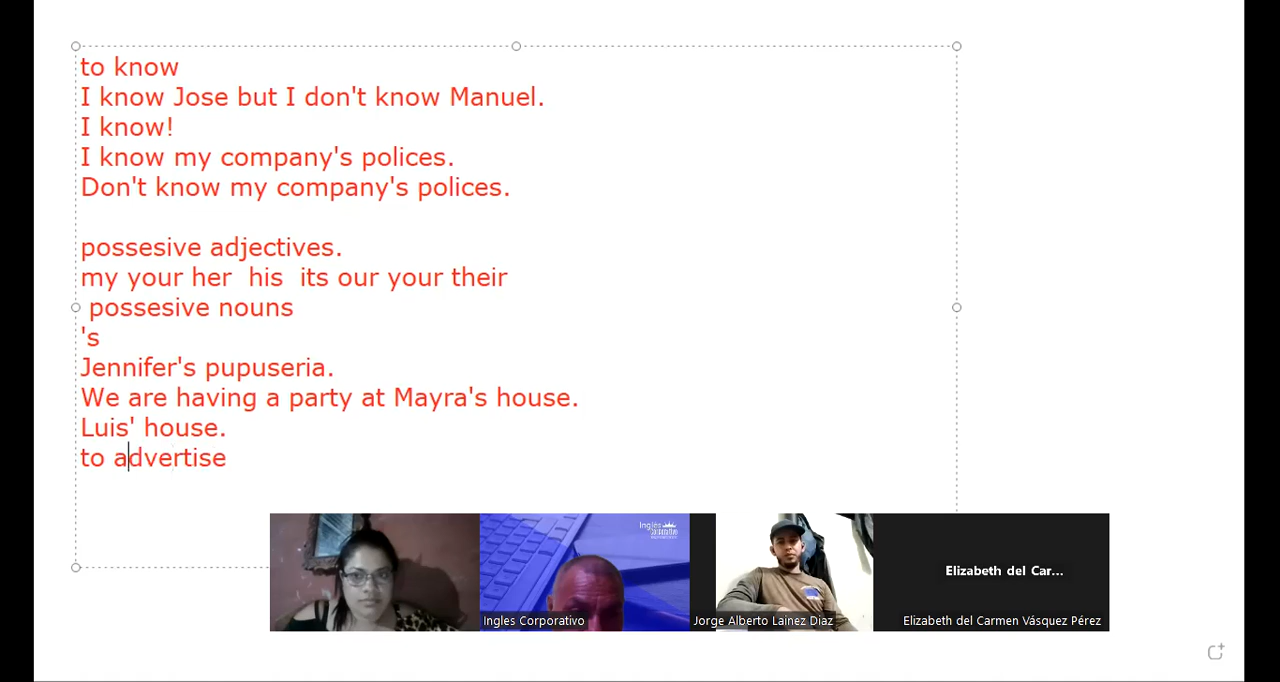 to know
I know Jose but I don't know Manuel.
I know!
I know my company's polices.
Don't know my company's polices.
possesive adjectives.
my your her his its our your their
possesive nouns
's
Jennifer's pupuseria.
We are having a party at Mayra's house.
Luis' house.
to advertise
Inglés
Corporativo
Elizabeth del Car...
Ingles Corporativo
Jorge Alberto Lainez Diaz
Elizabeth del Carmen Vásquez Pérez